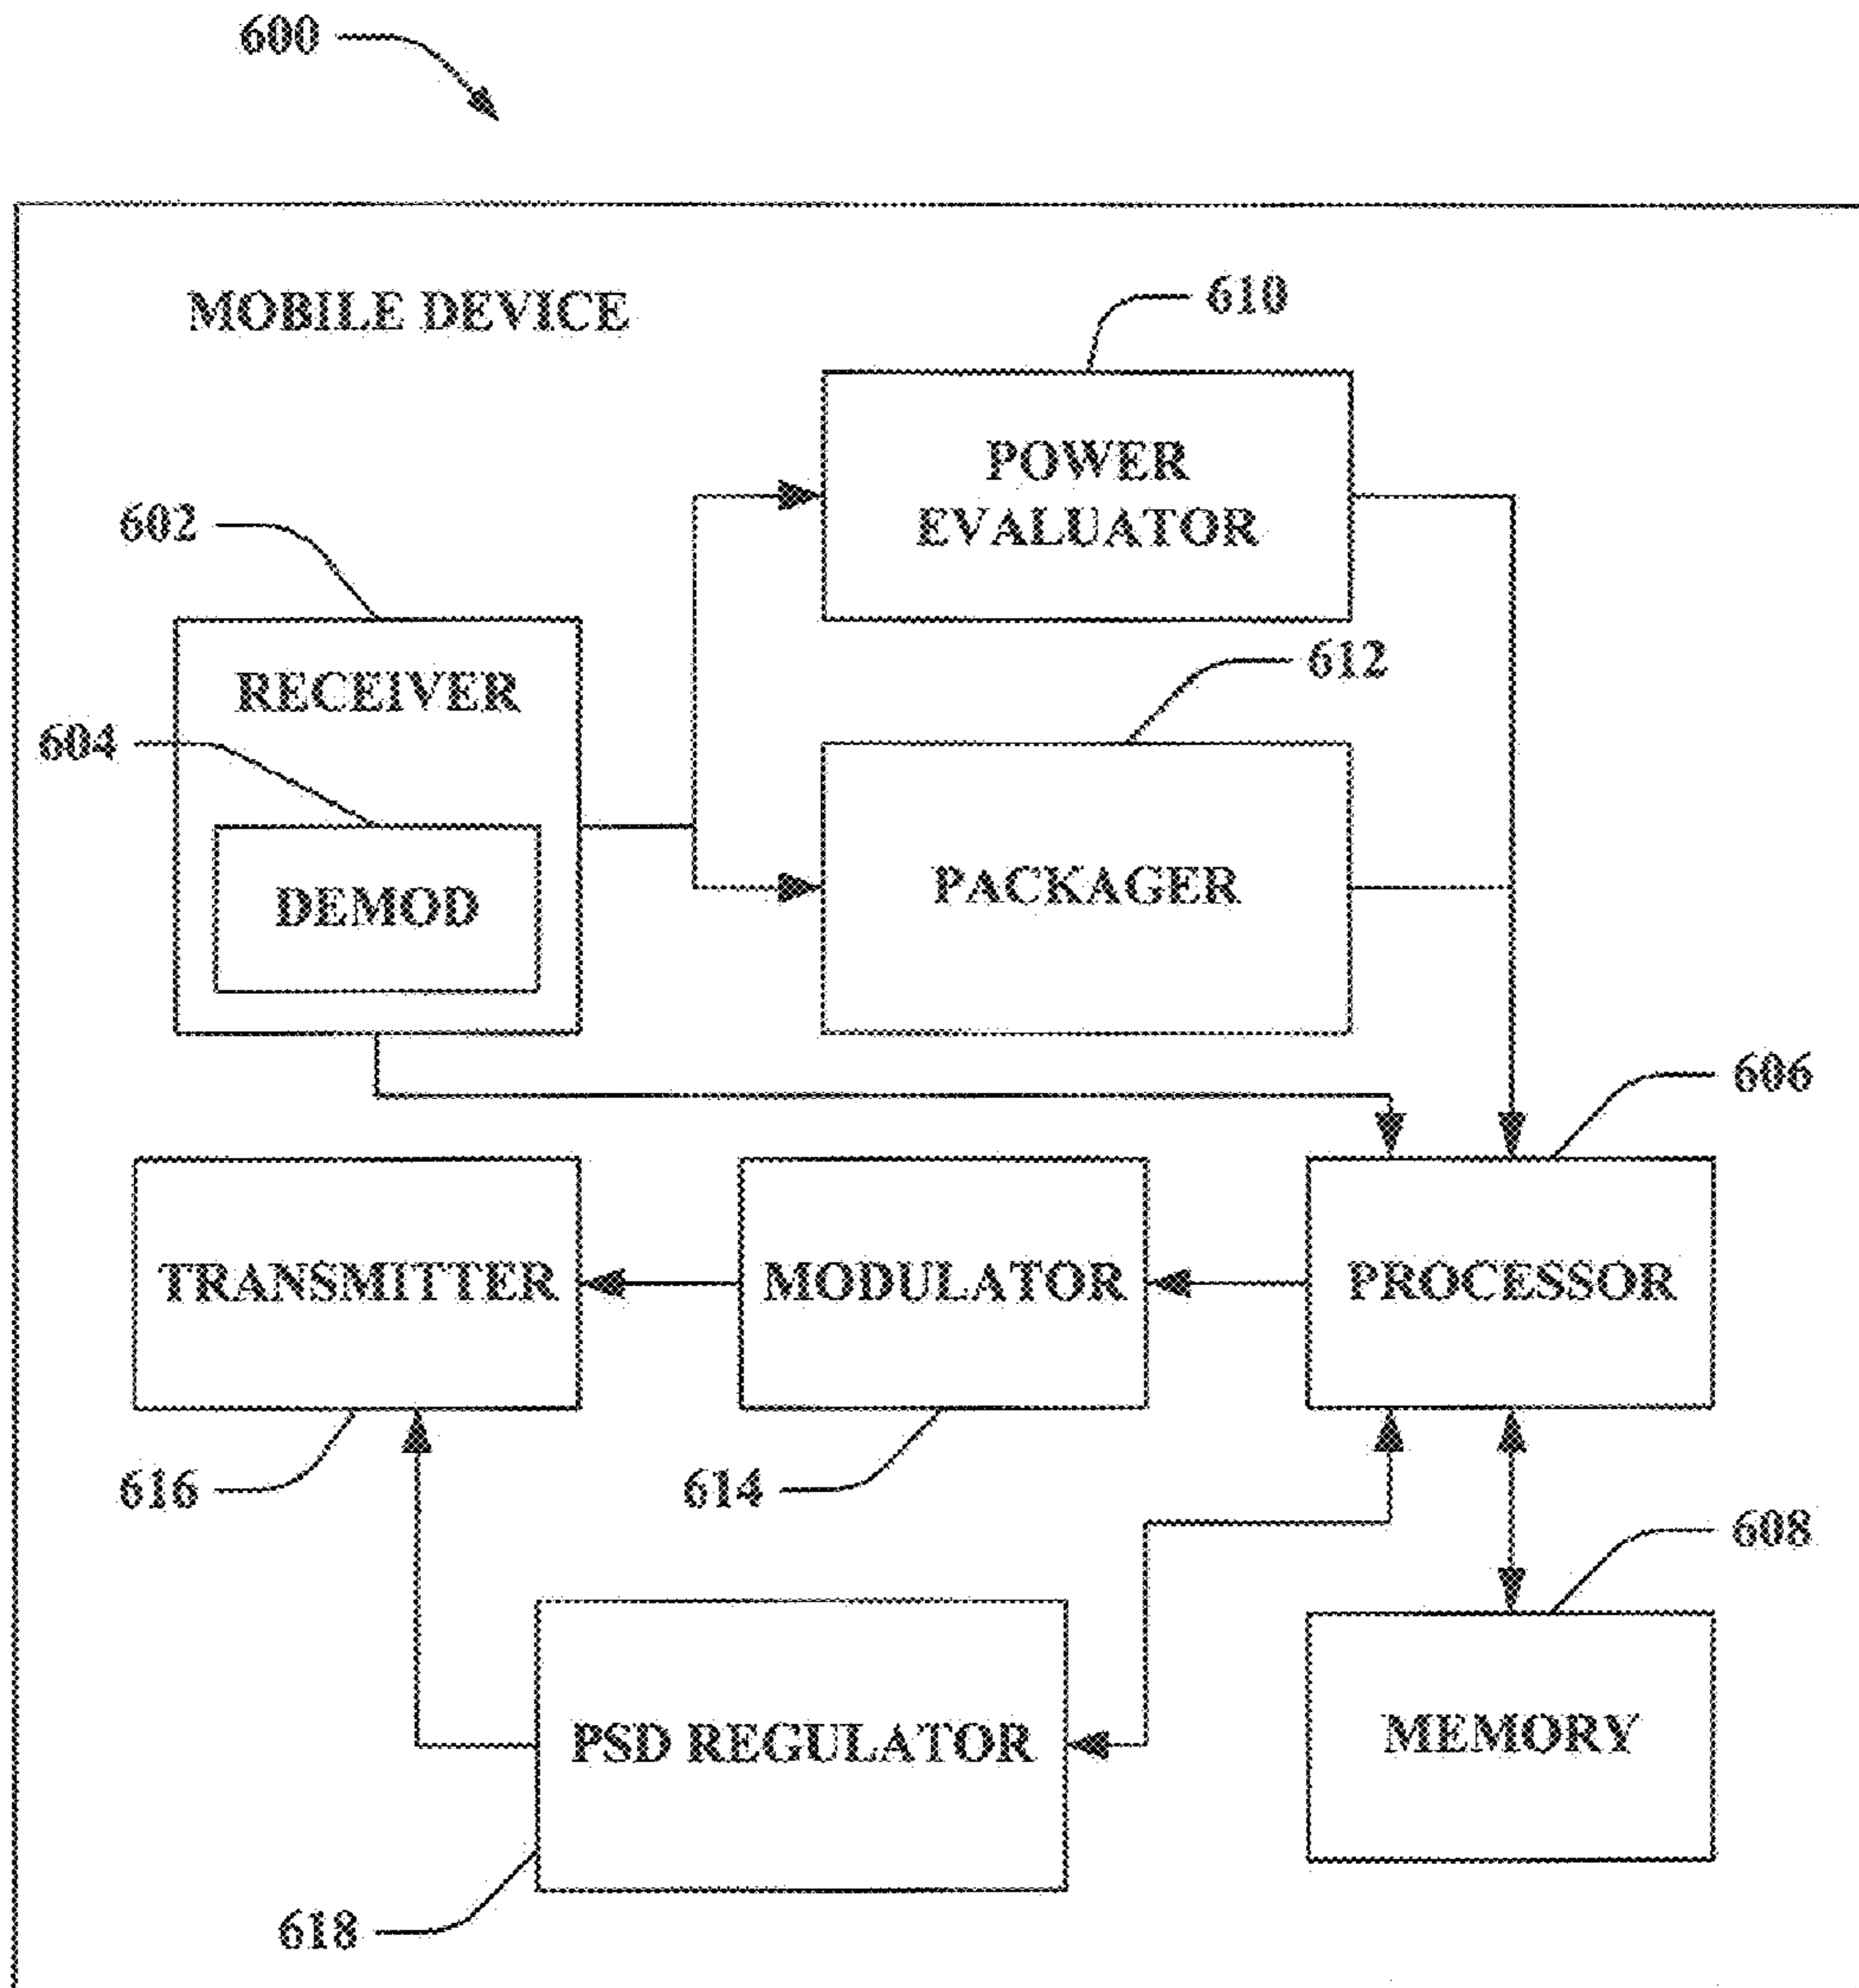 600
MOBILE DEVICE
610
POWER
EVALUATOR
602
RECEIVER
612
604
DEMOD
PACKAGER
606
TRANSMITTER
MODULATOR
PROCESSOR
616
614
608
PSD REGULATOR
MEMORY
618